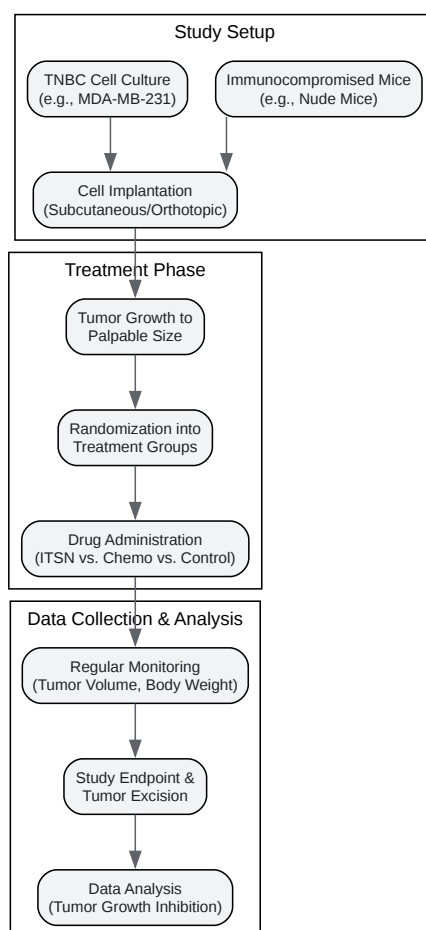 Study Setup
TNBC Cell Culture
(e.g., MDA-MB-231)
Immunocompromised Mice
(e.g., Nude Mice)
Cell Implantation
(Subcutaneous/Orthotopic)
Treatment Phase
Tumor Growth to
Palpable Size
Randomization into
Treatment Groups
Drug Administration
(ITSN vs. Chemo vs. Control)
Data Collection & Analysis
Regular Monitoring
(Tumor Volume, Body Weight)
Study Endpoint &
Tumor Excision
Data Analysis
(Tumor Growth Inhibition)